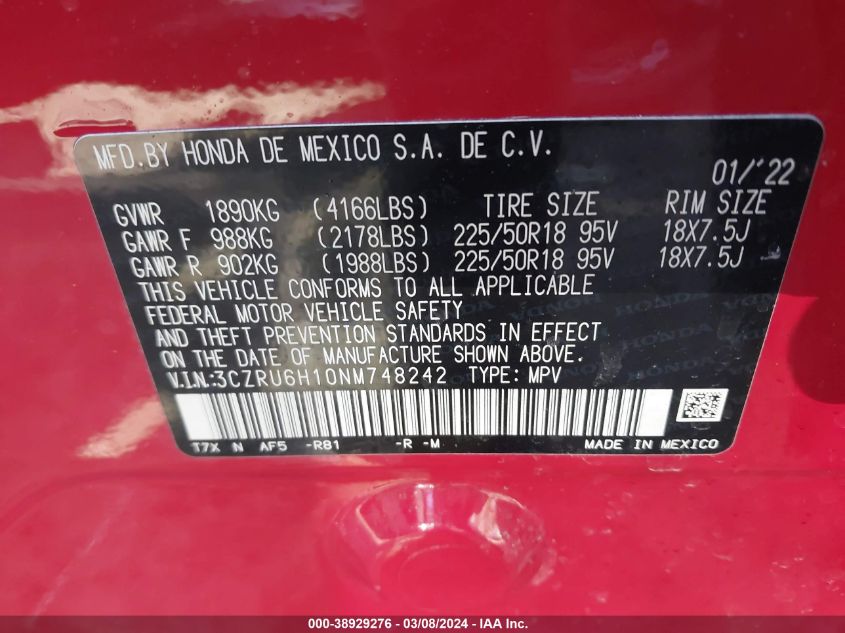 MFD.BY HONDA DE MEXICO S.A. DE C.V.
01/'22
GVWR 1890KG (4166LBS) TIRE SIZE RIM SIZE
GAWR F 988KG (2178LBS) 225/50R18 95V 18X7.5J
GAWR R 902KG (1988LBS) 225/50R18 95V 18X7.5J
THIS VEHICLE CONFORMS TO ALL APPLICABLE
FEDERAL MOTOR VEHICLE SAFETY
AND THEFT PREVENTION STANDARDS IN EFFECT
ON THE DATE OF MANUFACTURE SHOWN ABOVE.
V.I.N.:3CZRU6H10NM748242 TYPE: MPV
T7X N AF5 -R81 -R -M MADE IN MEXICO
000-38929276 - 03/08/2024 - IAA Inc.